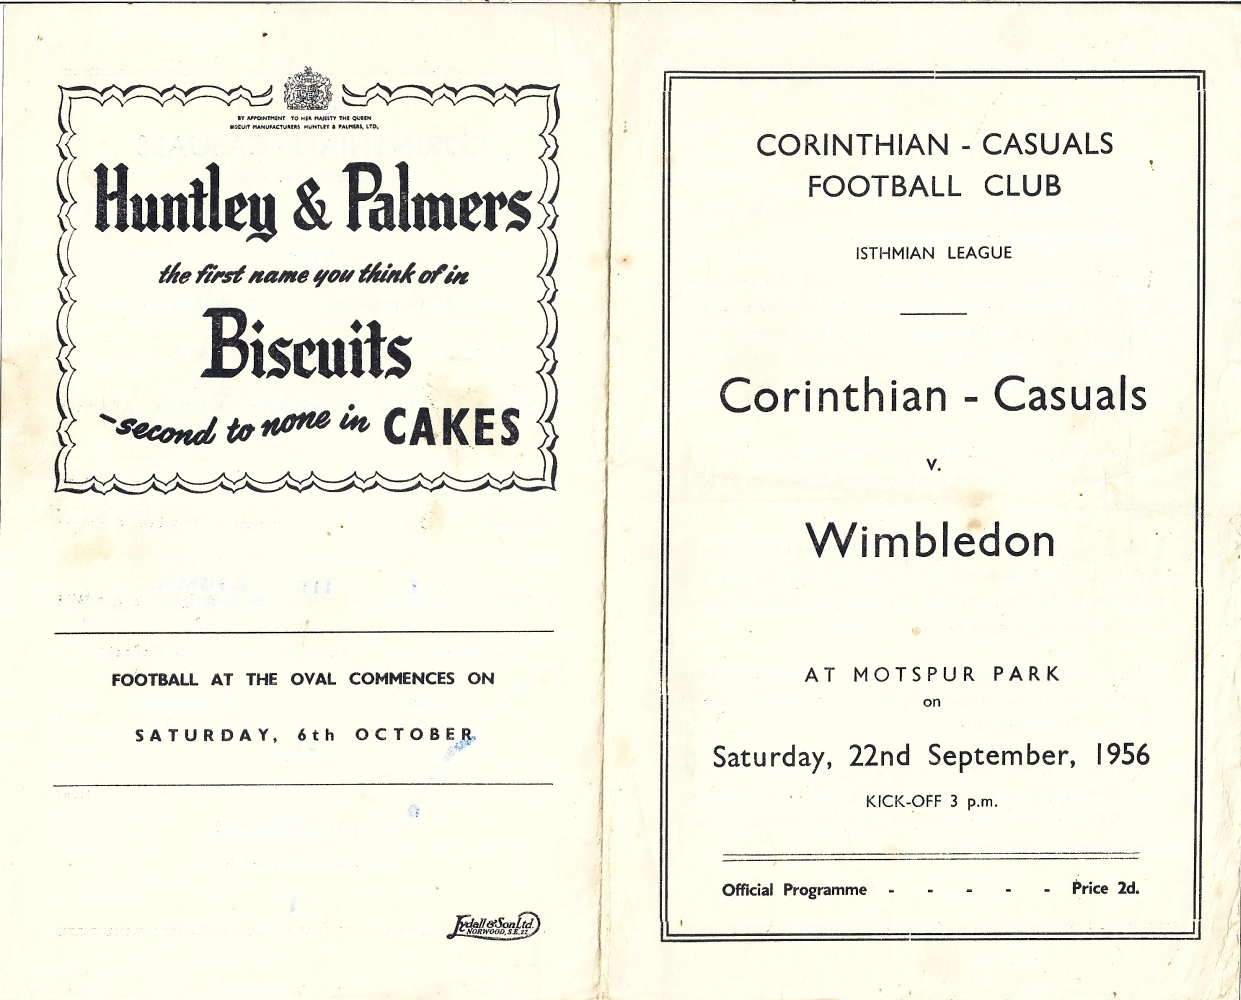 BY APPOINTMENT TO HER MAJESTY THE QUEEN
BISCUIT MANUFACTURERS HUNTLEY & PALMERS, LTD.
Huntley & Palmers
the first name you think of in
Biscuits
-second to none in CAKES
FOOTBALL AT THE OVAL COMMENCES ON
SATURDAY, 6th OCTOBER
Lydall & Son Ltd.
NORWOOD, S.E.27
CORINTHIAN - CASUALS
FOOTBALL CLUB
ISTHMIAN LEAGUE
Corinthian - Casuals
v.
Wimbledon
AT MOTSPUR PARK
on
Saturday, 22nd September, 1956
KICK-OFF 3 p.m.
Official Programme - - - - - Price 2d.